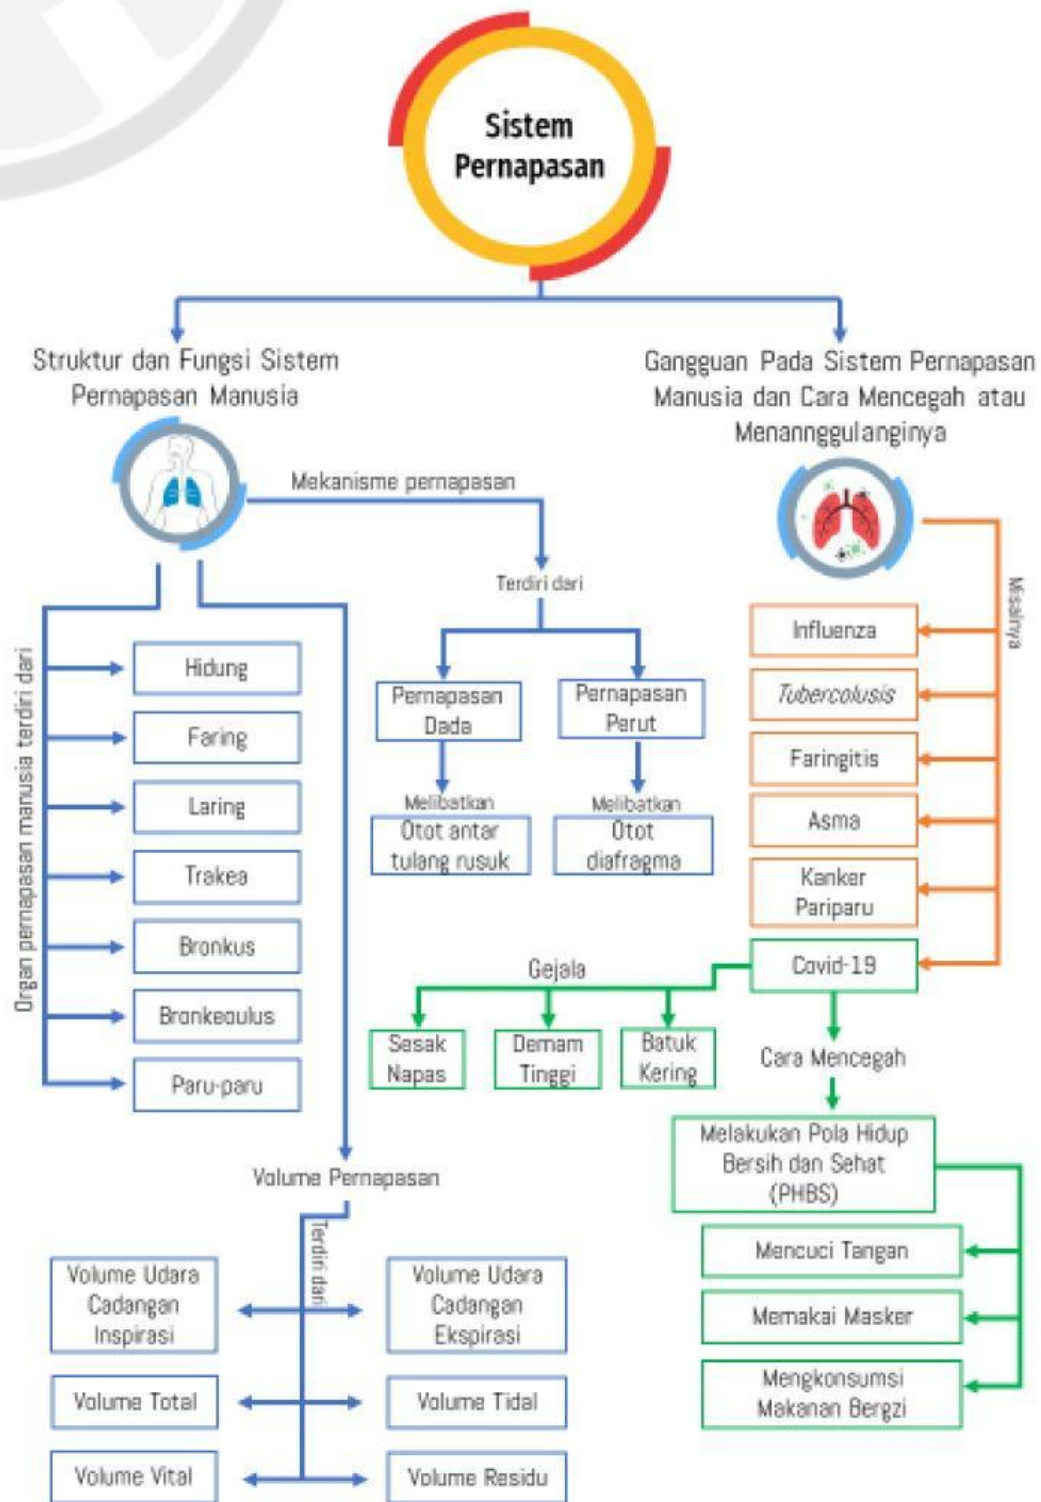 Sistem
Pernapasan
Struktur dan Fungsi Sistem
Pernapasan Manusia
Gangguan Pada Sistem Pernapasan
Manusia dan Cara Mencegah atau
Menannggulanginya
Mekanisme pernapasan
Terdiri dari
Pernapasan
Dada
Melibatkan
Otot antar
tulang rusuk
Pernapasan
Perut
Melibatkan
Otot
diafragma
Organ pernapasan manusia terdiri dari
Hidung
Faring
Laring
Trakea
Bronkus
Bronkeoulus
Paru-paru
Volume Pernapasan
Terdiri dari
Volume Udara
Cadangan
Inspirasi
Volume Udara
Cadangan
Ekspirasi
Volume Total
Volume Tidal
Volume Vital
Volume Residu
Misalnya
Influenza
Tubercolusis
Faringitis
Asma
Kanker
Pariparu
Covid-19
Gejala
Sesak
Napas
Demam
Tinggi
Batuk
Kering
Cara Mencegah
Melakukan Pola Hidup
Bersih dan Sehat
(PHBS)
Mencuci Tangan
Memakai Masker
Mengkonsumsi
Makanan Bergzi